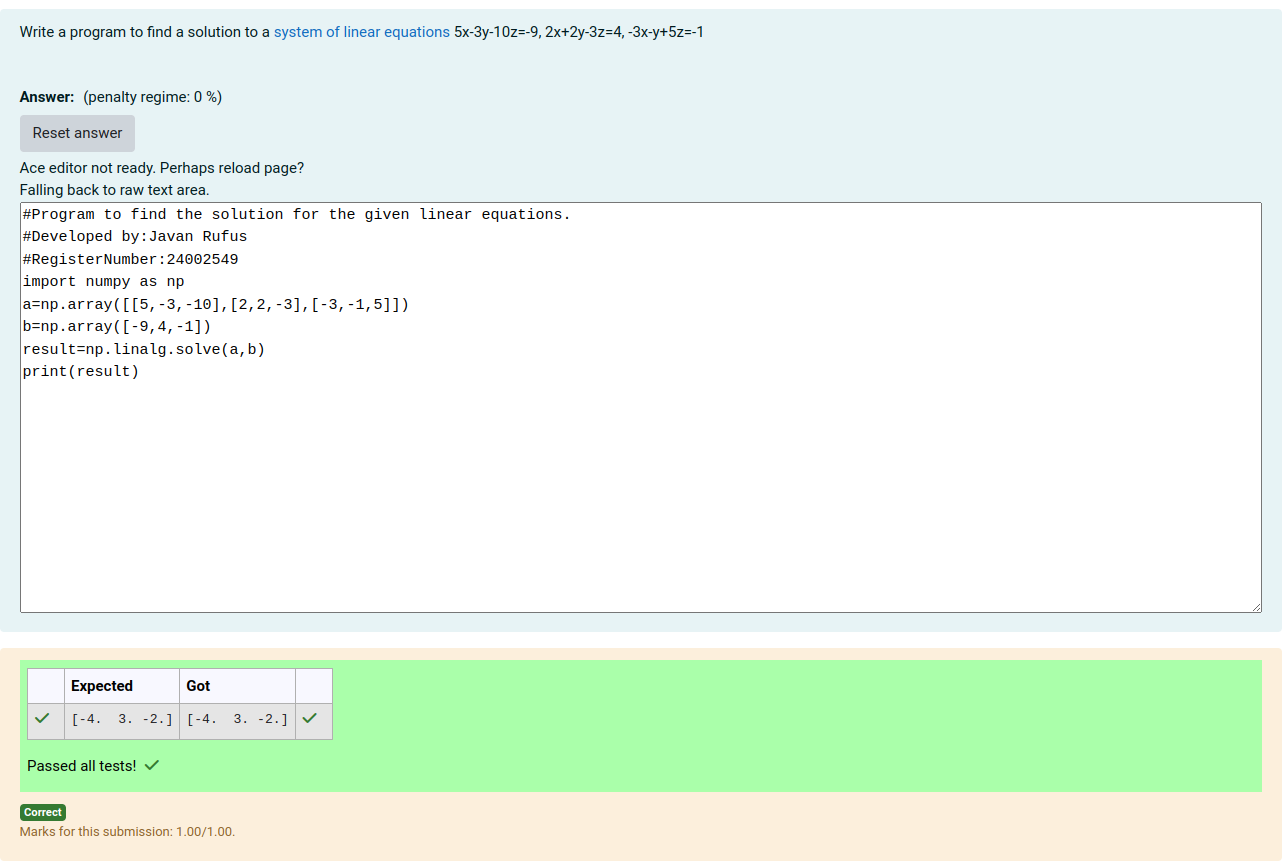 Write a program to find a solution to a system of linear equations 5x-3y-10z=-9, 2x+2y-3z=4, -3x-y+5z=-1
Answer: (penalty regime: 0 %)
Reset answer
Ace editor not ready. Perhaps reload page?
Falling back to raw text area.
#Program to find the solution for the given linear equations.
#Developed by:Javan Rufus
#RegisterNumber:24002549
import numpy as np
a=np.array([[5,-3,-10],[2,2,-3],[-3,-1,5]])
b=np.array([-9,4,-1])
result=np.linalg.solve(a,b)
print(result)
Expected Got
[-4.  3. -2.] [-4.  3. -2.]
Passed all tests!
Correct
Marks for this submission: 1.00/1.00.